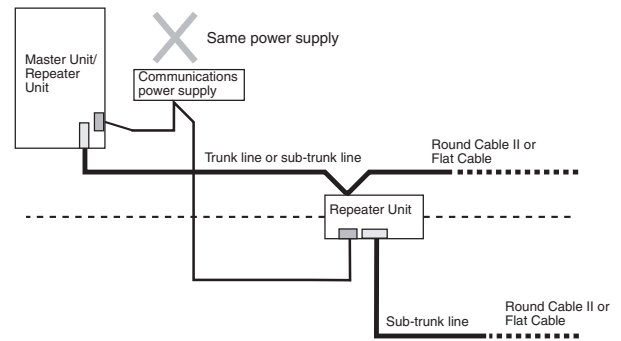 Same power supply
Master Unit/
Repeater
Unit
Communications
power supply
Trunk line or sub-trunk line
Round Cable II or
Flat Cable
Repeater Unit
Sub-trunk line
Round Cable II or
Flat Cable